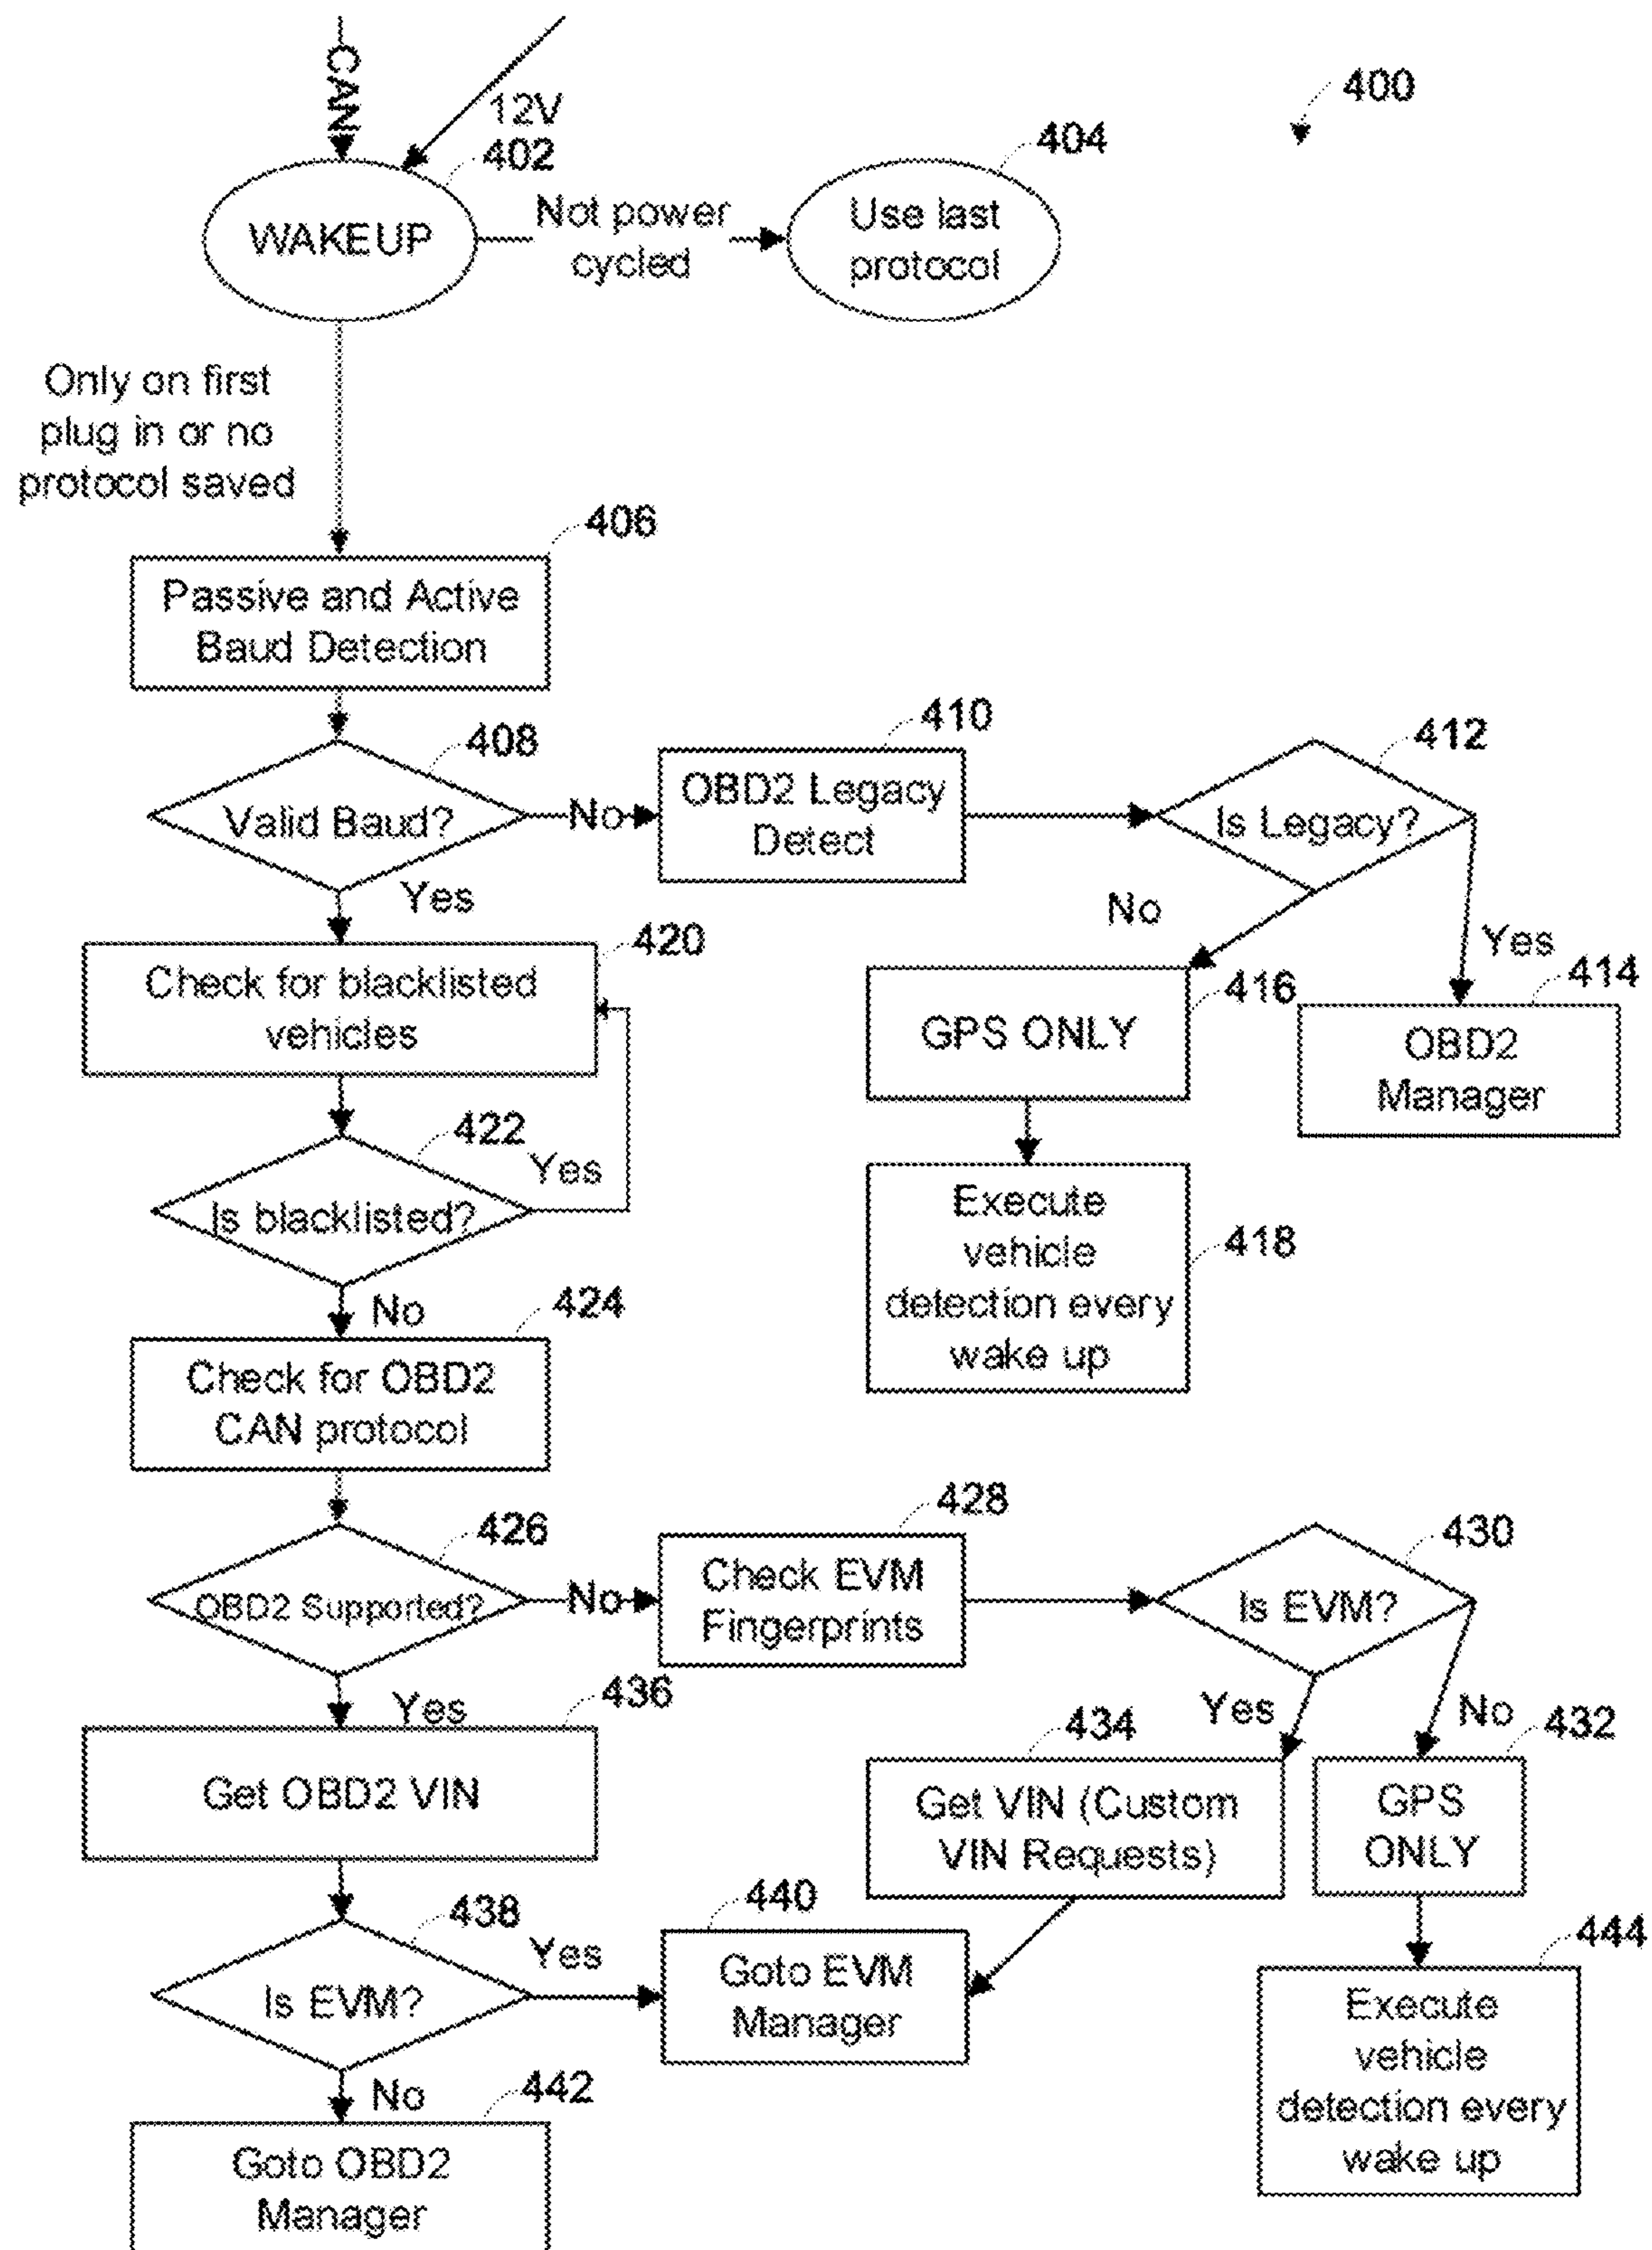 CAN
12V
400
402
404
WAKEUP
Not power
cycled
Use last
protocol
Only on first
plug in or no
protocol saved
406
Passive and Active
Baud Detection
408
Valid Baud?
No
410
OBD2 Legacy
Detect
412
Is Legacy?
Yes
No
Yes
420
Check for blacklisted
vehicles
416
GPS ONLY
414
OBD2
Manager
422
Is blacklisted?
Yes
No
418
Execute
vehicle
detection every
wake up
424
Check for OBD2
CAN protocol
426
OBD2 Supported?
No
428
Check EVM
Fingerprints
430
Is EVM?
Yes
436
Get OBD2 VIN
Yes
434
Get VIN (Custom
VIN Requests)
No
432
GPS
ONLY
438
Is EVM?
Yes
440
Goto EVM
Manager
444
Execute
vehicle
detection every
wake up
No
442
Goto OBD2
Manager